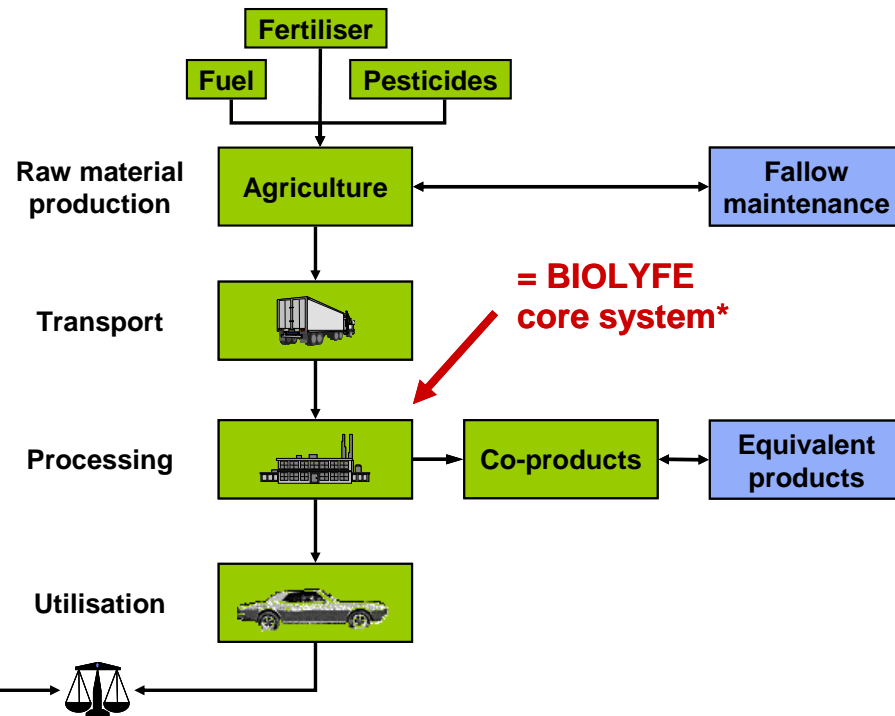 Fertiliser
Fuel
Pesticides
Raw material
production
Agriculture
Fallow
maintenance
= BIOLYFE
core system*
Transport
Processing
Co-products
Equivalent
products
Utilisation